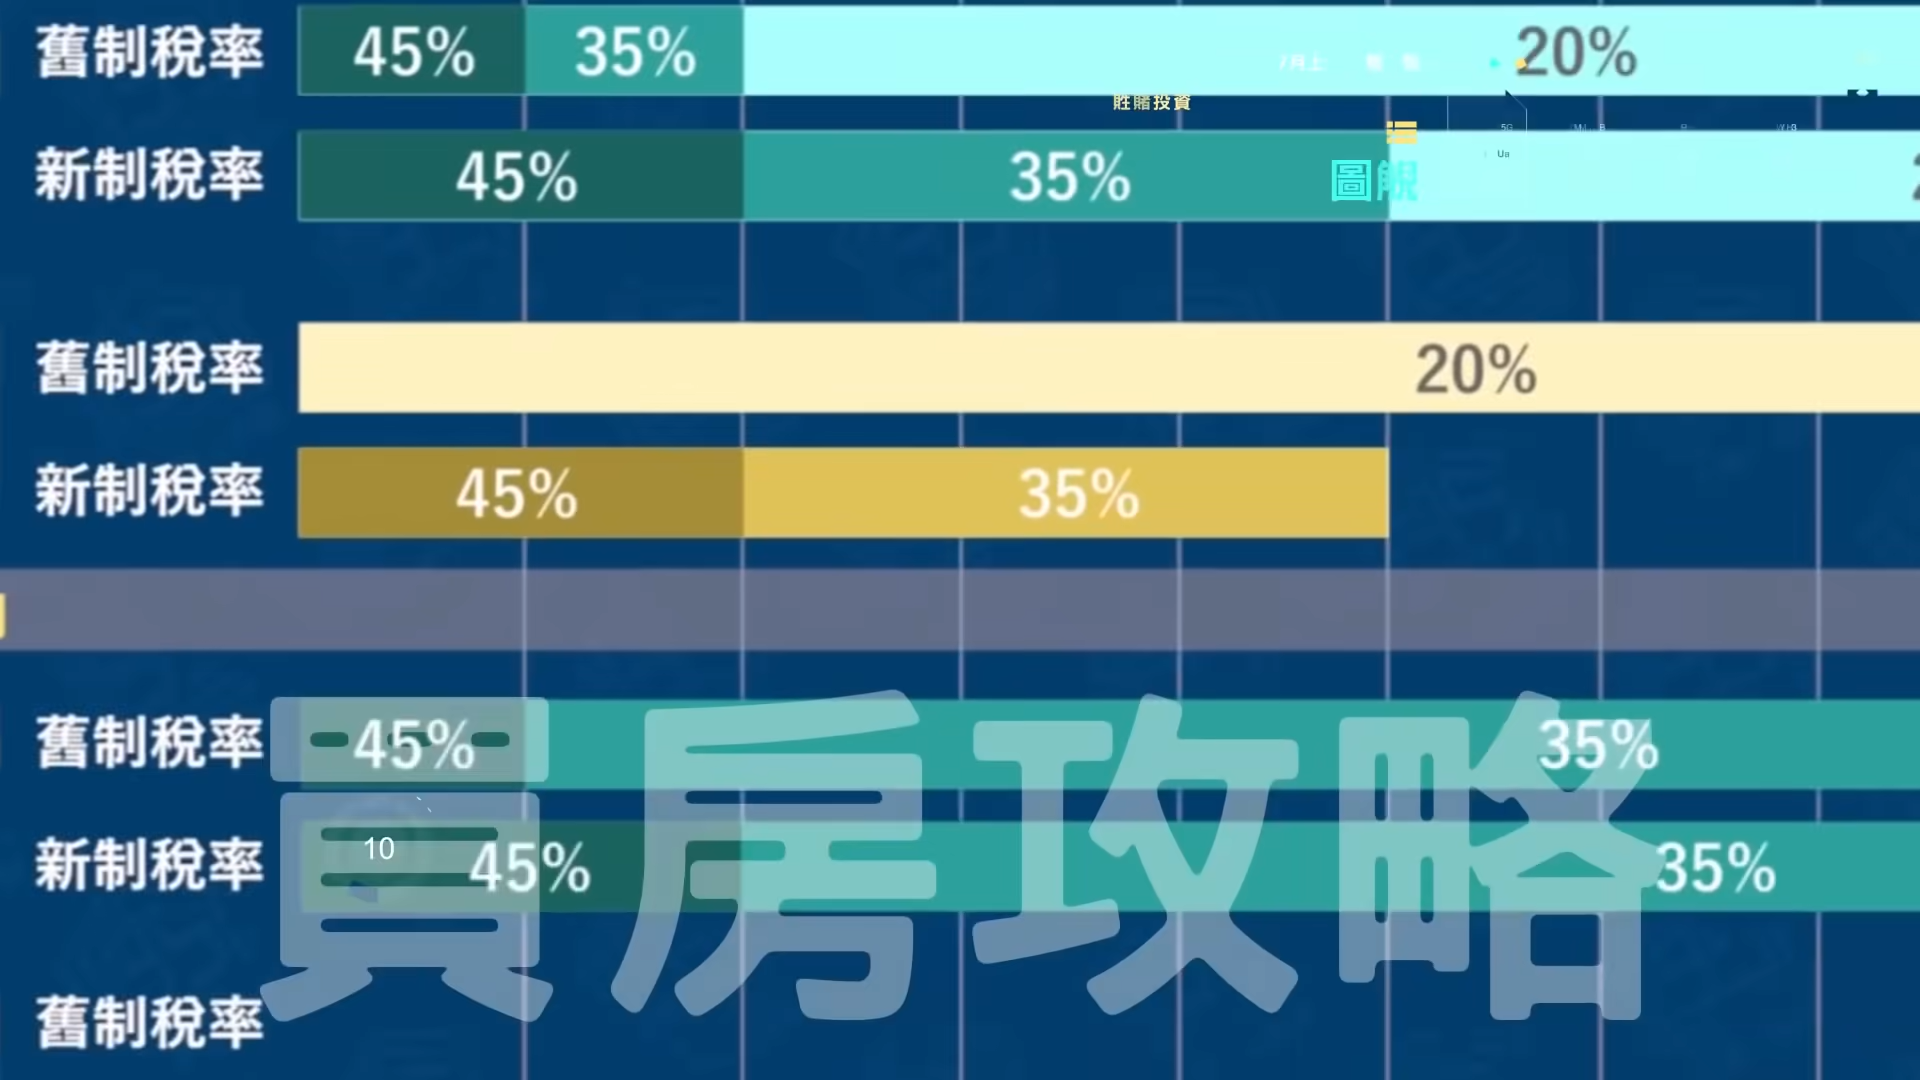 舊制稅率 45% 35% 20%
投資
新制稅率 45% 35%
圖
舊制稅率 20%
新制稅率 45% 35%
舊制稅率 45% 35%
新制稅率 10 45% 35%
買房攻略
舊制稅率